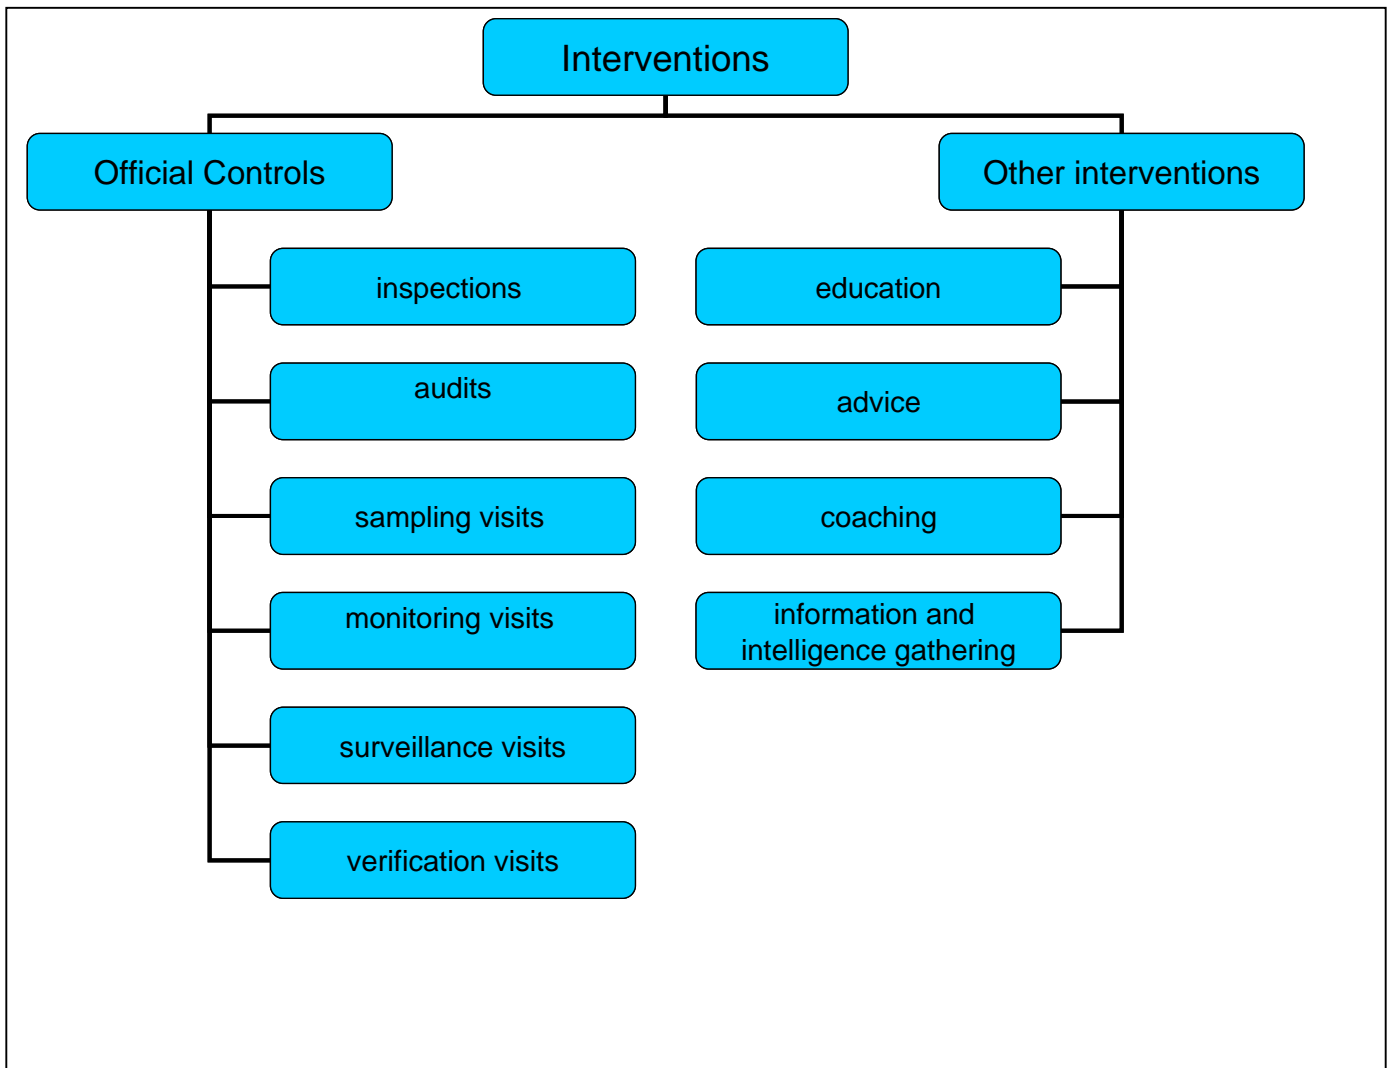 Interventions
Official Controls
Other interventions
inspections
education
audits
advice
sampling visits
coaching
monitoring visits
information and
intelligence gathering
surveillance visits
verification visits